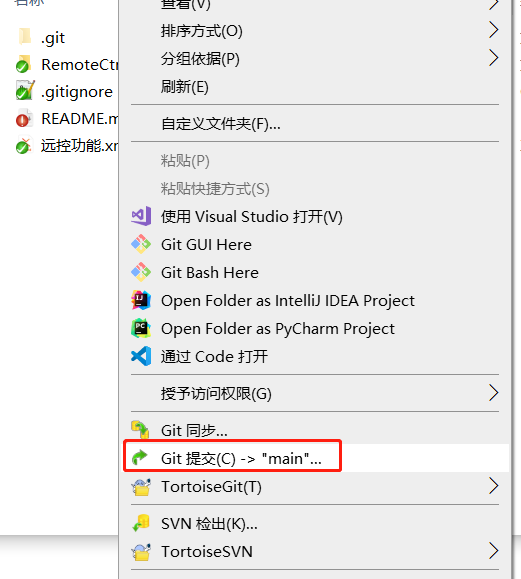 名称
.git
RemoteCtr
.gitignore
README.m
远控功能.xm
查看(V)
排序方式(O)
分组依据(P)
刷新(E)
自定义文件夹(F)...
粘贴(P)
粘贴快捷方式(S)
使用 Visual Studio 打开(V)
Git GUI Here
Git Bash Here
Open Folder as IntelliJ IDEA Project
Open Folder as PyCharm Project
通过 Code 打开
授予访问权限(G)
Git 同步...
Git 提交(C) -> "main"...
TortoiseGit(T)
SVN 检出(K)...
TortoiseSVN